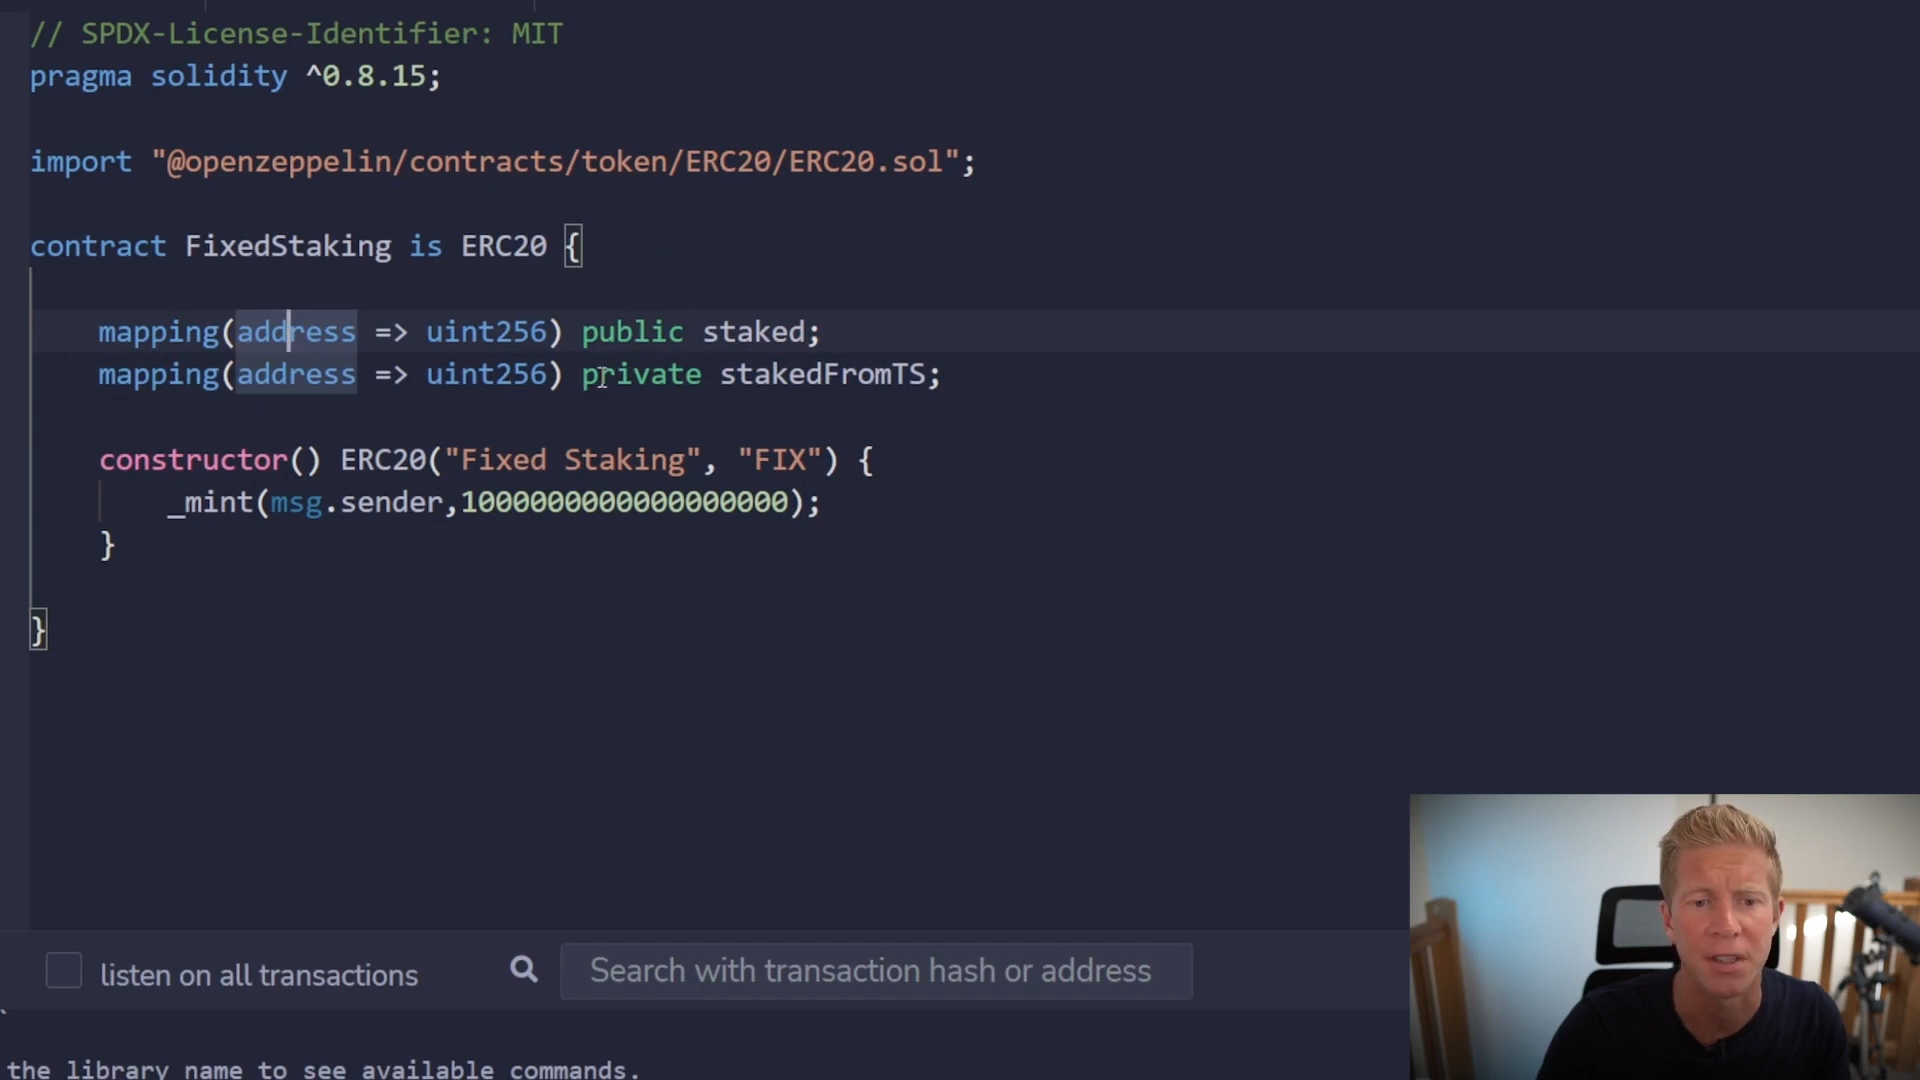 // SPDX-License-Identifier: MIT
pragma solidity ^0.8.15;
import "@openzeppelin/contracts/token/ERC20/ERC20.sol";
contract FixedStaking is ERC20 {
mapping(address => uint256) public staked;
mapping(address => uint256) private stakedFromTS;
constructor() ERC20("Fixed Staking", "FIX") {
_mint(msg.sender,1000000000000000000);
}
}
listen on all transactions
Search with transaction hash or address
the library name to see available commands.